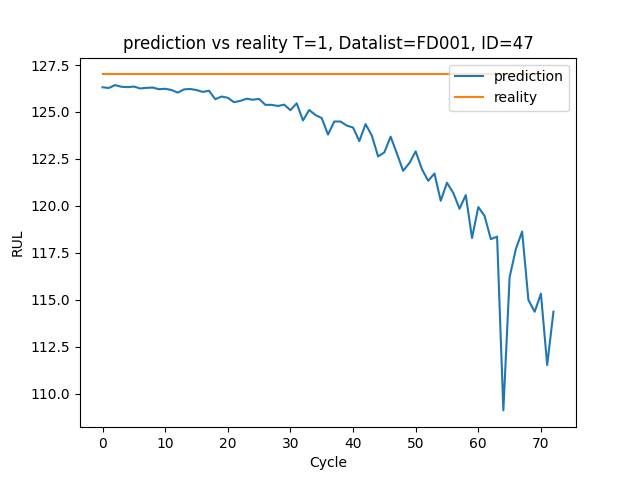 prediction vs reality T=1, Datalist=FD001, ID=47
127.5
125.0
122.5
120.0
117.5
115.0
112.5
110.0
RUL
prediction
reality
0 10 20 30 40 50 60 70
Cycle